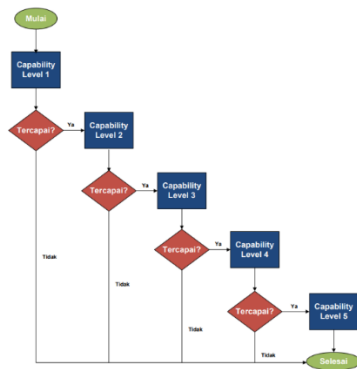 Mulai
Capability
Level 1
Tercapai?
Ya
Capability
Level 2
Tercapai?
Ya
Capability
Level 3
Tercapai?
Ya
Capability
Level 4
Tercapai?
Ya
Capability
Level 5
Tidak
Tidak
Tidak
Tidak
Selesai